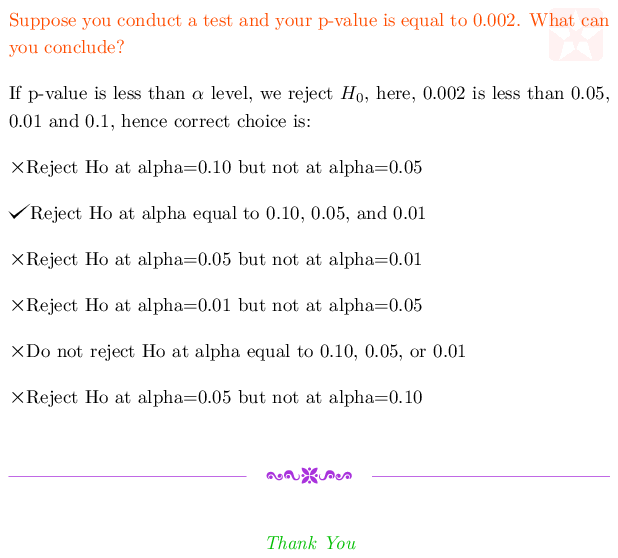 Suppose you conduct a test and your p-value is equal to 0.002. What can
you conclude?
If p-value is less than α level, we reject H₀, here, 0.002 is less than 0.05,
0.01 and 0.1, hence correct choice is:
×Reject Ho at alpha=0.10 but not at alpha=0.05
✓Reject Ho at alpha equal to 0.10, 0.05, and 0.01
×Reject Ho at alpha=0.05 but not at alpha=0.01
×Reject Ho at alpha=0.01 but not at alpha=0.05
×Do not reject Ho at alpha equal to 0.10, 0.05, or 0.01
×Reject Ho at alpha=0.05 but not at alpha=0.10
Thank You